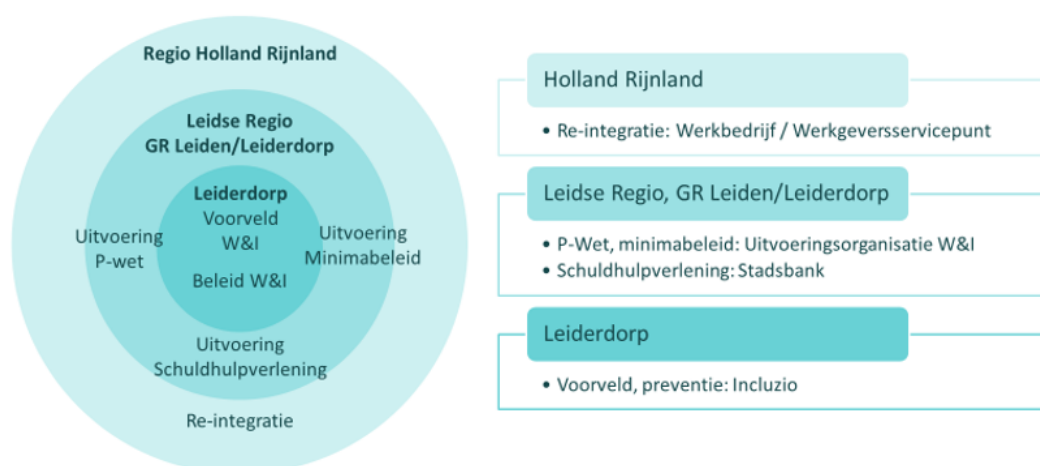 Regio Holland Rijnland
Leidse Regio
GR Leiden/Leiderdorp
Leiderdorp
Voorveld
W&I
Beleid W&I
Uitvoering
P-wet
Uitvoering
Minimabeleid
Uitvoering
Schuldhulpverlening
Re-integratie
Holland Rijnland
• Re-integratie: Werkbedrijf / Werkgeversservicepunt
Leidse Regio, GR Leiden/Leiderdorp
• P-Wet, minimabeleid: Uitvoeringsorganisatie W&I
• Schuldhulpverlening: Stadsbank
Leiderdorp
• Voorveld, preventie: Incluzio